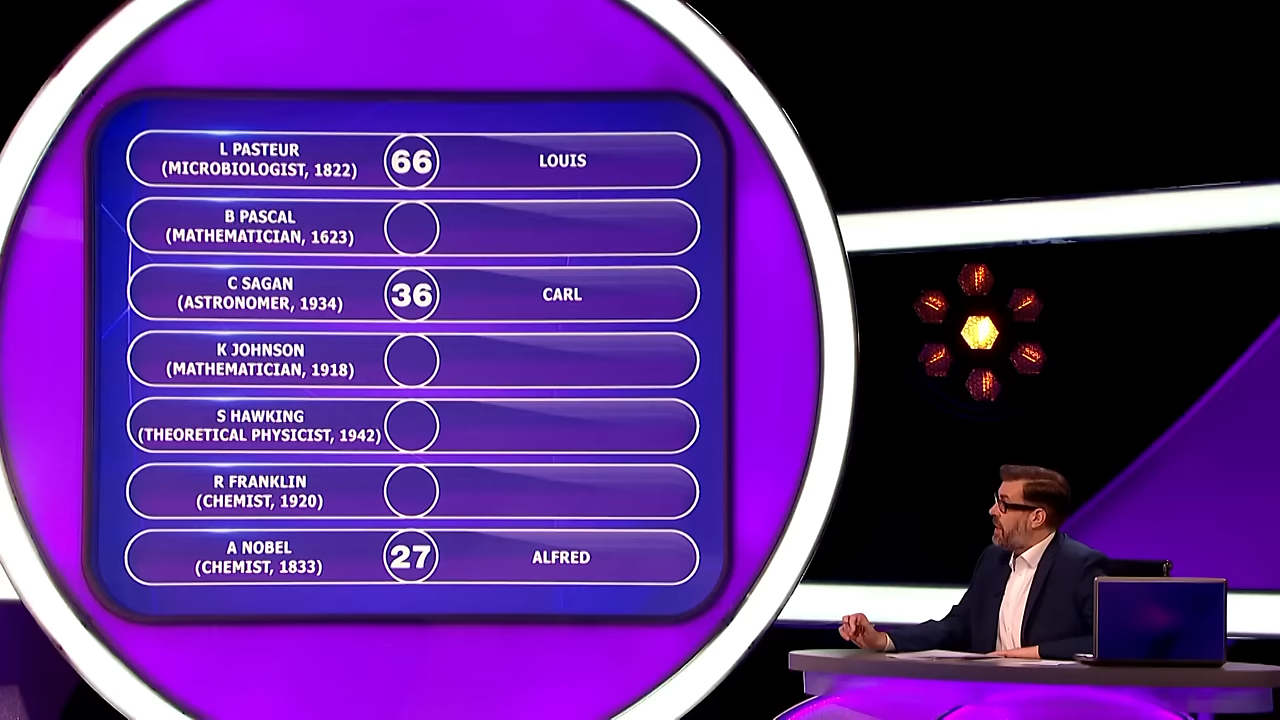 L PASTEUR
(MICROBIOLOGIST, 1822)
66
LOUIS
B PASCAL
(MATHEMATICIAN, 1623)
C SAGAN
(ASTRONOMER, 1934)
36
CARL
K JOHNSON
(MATHEMATICIAN, 1918)
S HAWKING
(THEORETICAL PHYSICIST, 1942)
R FRANKLIN
(CHEMIST, 1920)
A NOBEL
(CHEMIST, 1833)
27
ALFRED